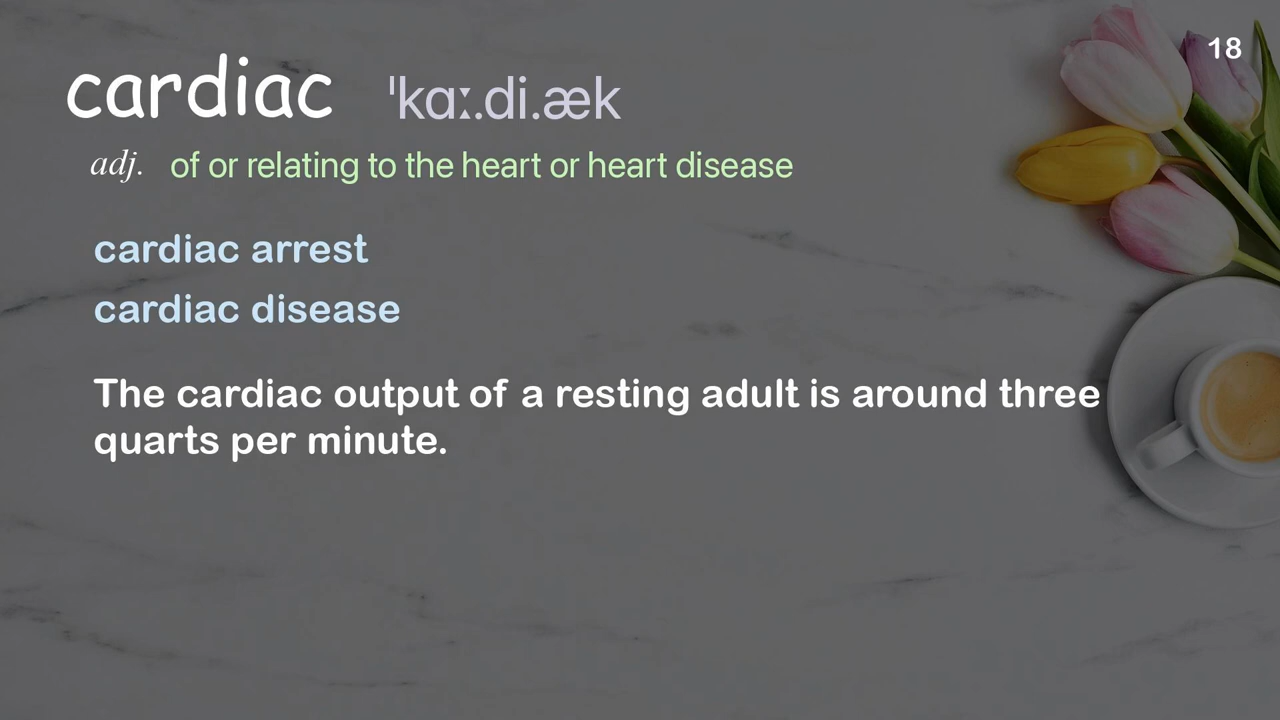 18
cardiac ˈkɑː.di.æk
adj. of or relating to the heart or heart disease
cardiac arrest
cardiac disease
The cardiac output of a resting adult is around three
quarts per minute.